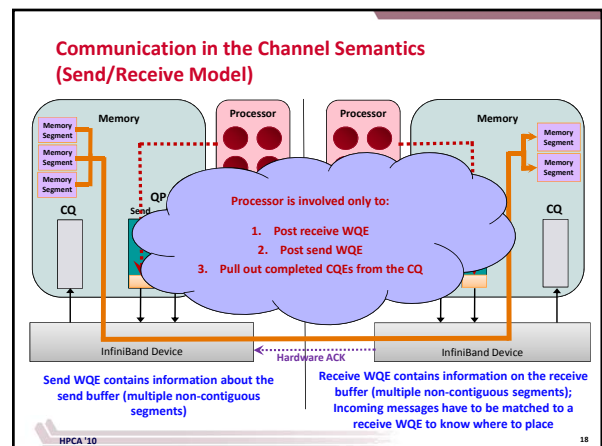 Communication in the Channel Semantics
(Send/Receive Model)
Memory
Processor
Processor
Memory
Memory
Segment
Memory
Segment
Memory
Segment
Memory
Segment
Memory
Segment
QP
Send
CQ
CQ
Processor is involved only to:
1. Post receive WQE
2. Post send WQE
3. Pull out completed CQEs from the CQ
InfiniBand Device
Hardware ACK
InfiniBand Device
Send WQE contains information about the
send buffer (multiple non-contiguous
segments)
Receive WQE contains information on the receive
buffer (multiple non-contiguous segments);
Incoming messages have to be matched to a
receive WQE to know where to place
HPCA '10
18